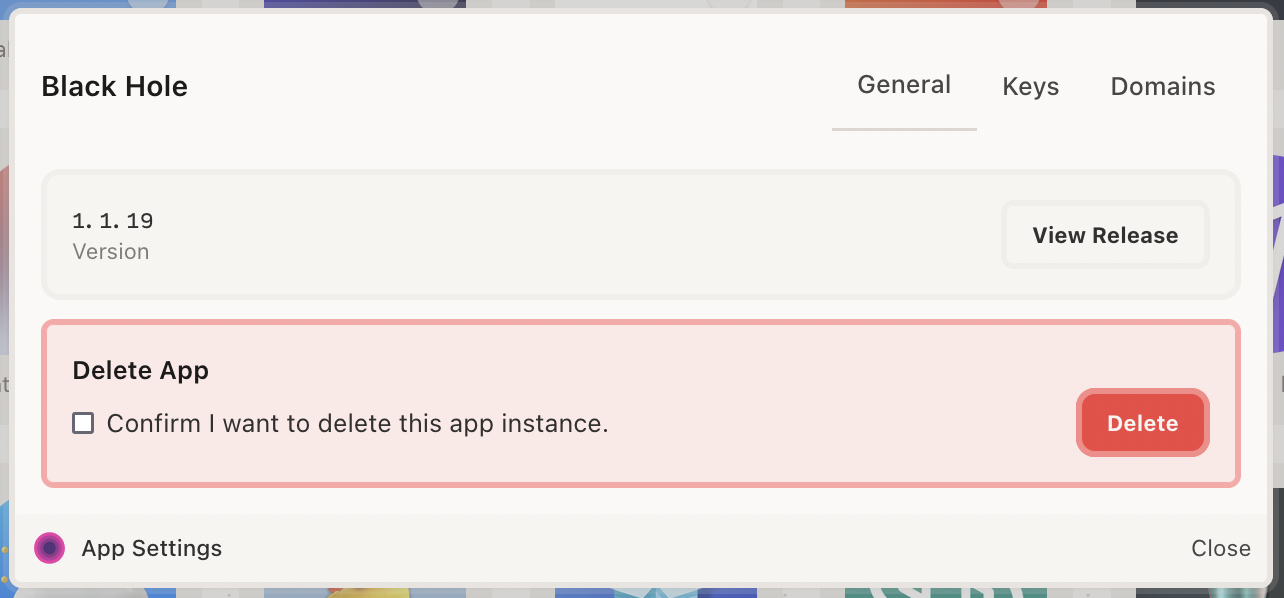 Black Hole
General Keys Domains
1.1.19
Version
View Release
Delete App
Confirm I want to delete this app instance.
Delete
App Settings
Close